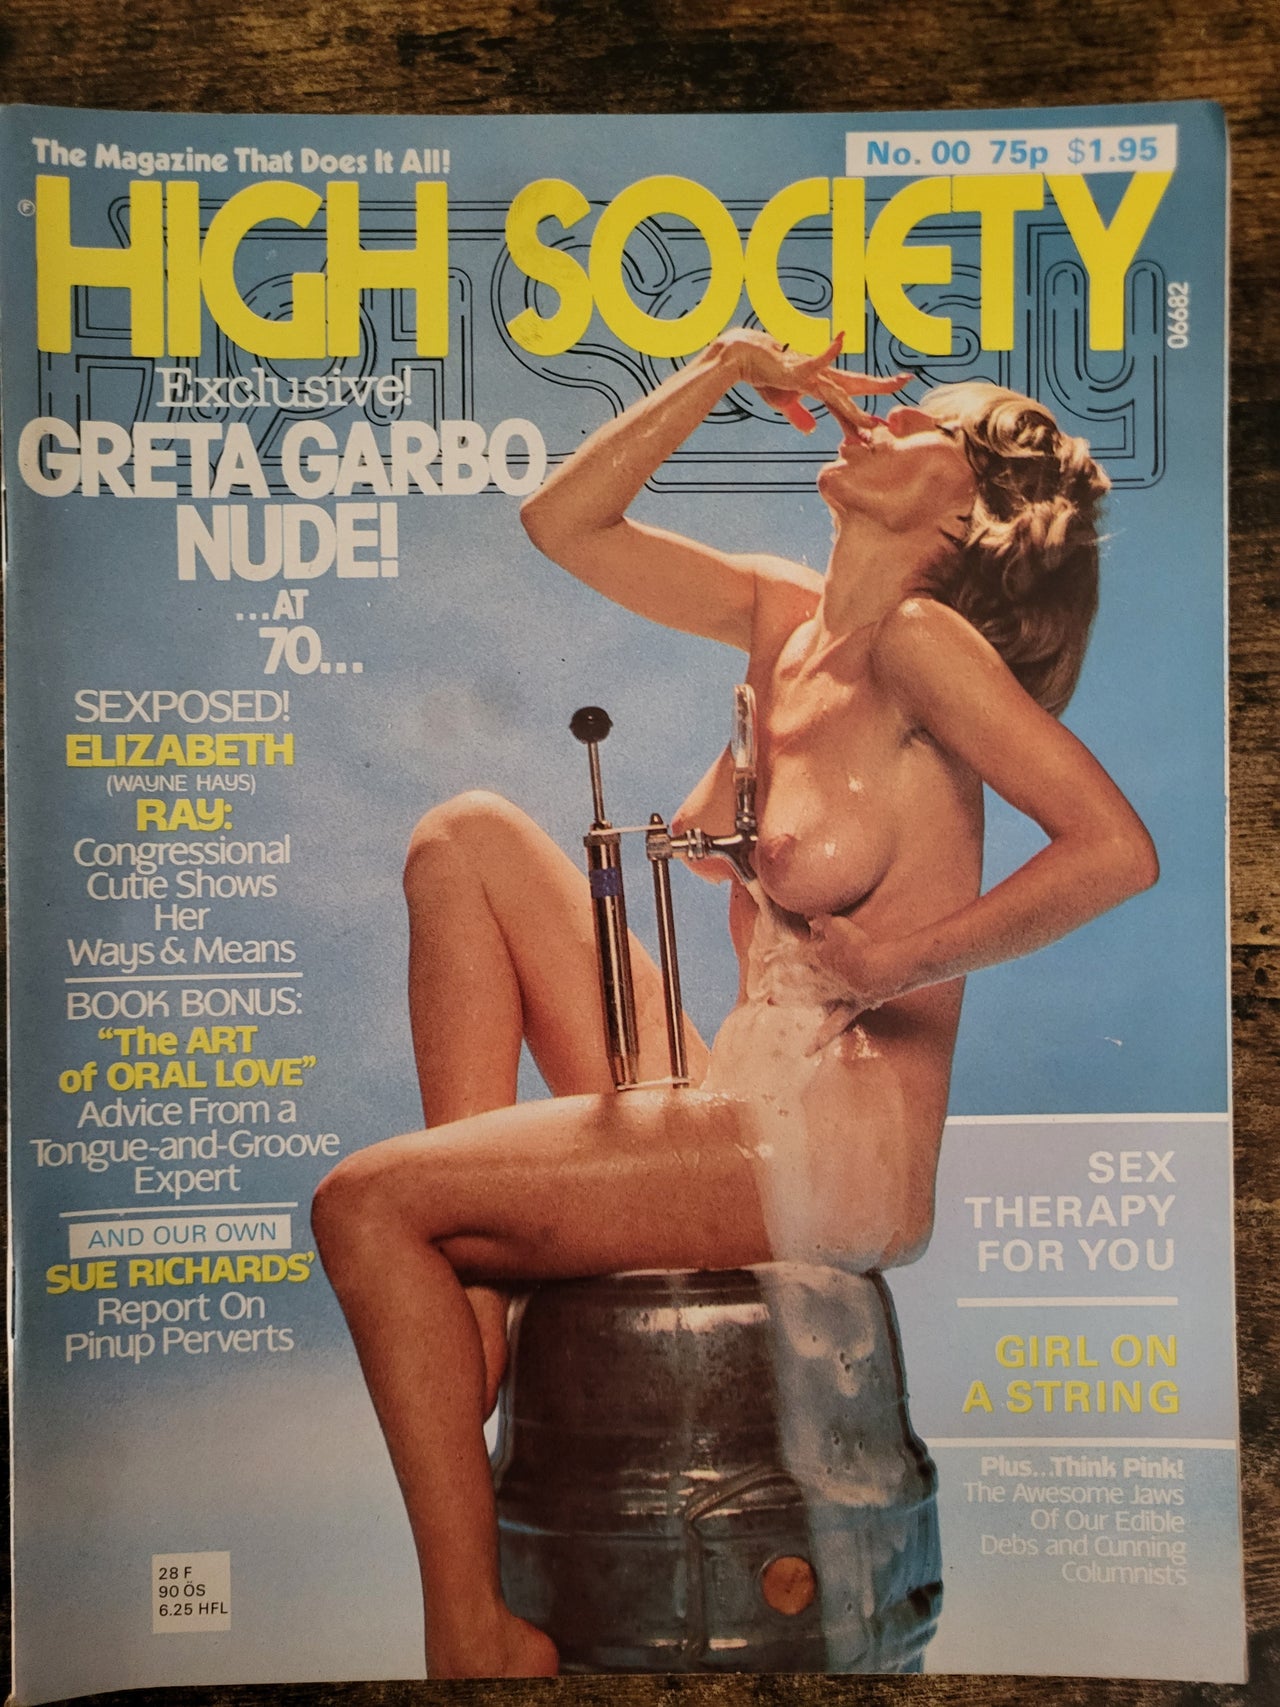 The Magazine That Does It All!
No. 00 75p $1.95
HIGH SOCIETY
06682
Exclusive!
GRETA GARBO
NUDE!
...AT
70...
SEXPOSED!
ELIZABETH
(WAYNE HAYS)
RAY:
Congressional
Cutie Shows
Her
Ways & Means
BOOK BONUS:
"The ART
of ORAL LOVE"
Advice From a
Tongue-and-Groove
Expert
AND OUR OWN
SUE RICHARDS'
Report On
Pinup Perverts
SEX
THERAPY
FOR YOU
GIRL ON
A STRING
Plus...Think Pink!
The Awesome Jaws
Of Our Edible
Debs and Cunning
Columnists
28 F
90 ÖS
6.25 HFL